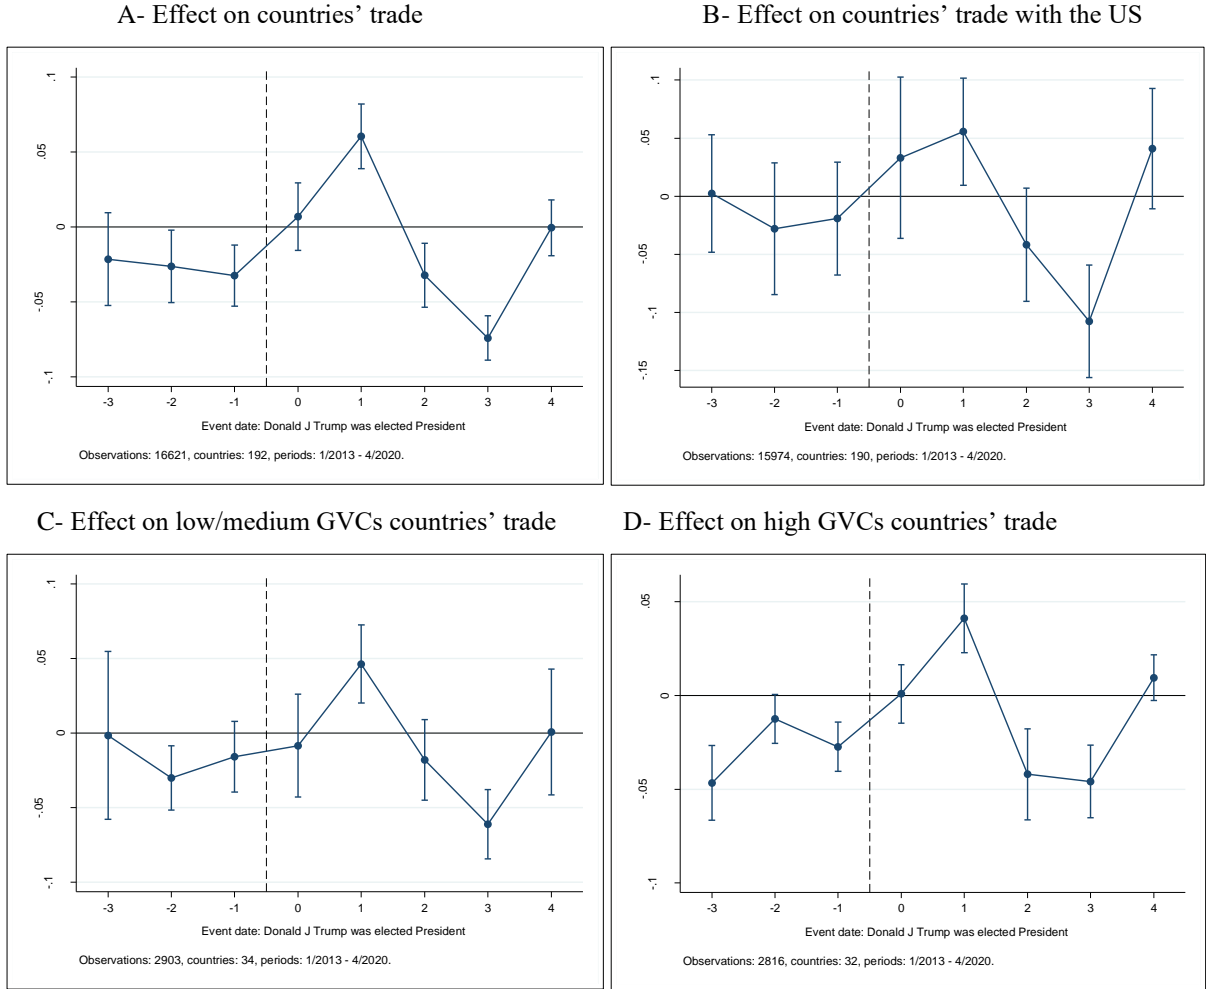 A- Effect on countries' trade
B- Effect on countries' trade with the US
.1
.05
0
-.05
-.1
-3 -2 -1 0 1 2 3 4
Event date: Donald J Trump was elected President
Observations: 16621, countries: 192, periods: 1/2013 - 4/2020.
.1
.05
0
-.05
-.1
-.15
-3 -2 -1 0 1 2 3 4
Event date: Donald J Trump was elected President
Observations: 15974, countries: 190, periods: 1/2013 - 4/2020.
C- Effect on low/medium GVCs countries' trade
D- Effect on high GVCs countries' trade
.1
.05
0
-.05
-.1
-3 -2 -1 0 1 2 3 4
Event date: Donald J Trump was elected President
Observations: 2903, countries: 34, periods: 1/2013 - 4/2020.
.05
0
-.05
-.1
-3 -2 -1 0 1 2 3 4
Event date: Donald J Trump was elected President
Observations: 2816, countries: 32, periods: 1/2013 - 4/2020.